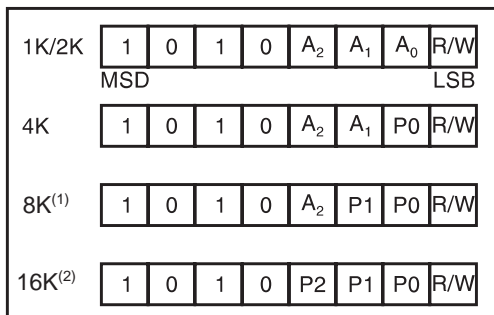 1K/2K 1 0 1 0 A₂ A₁ A₀ R/W
MSD LSB
4K 1 0 1 0 A₂ A₁ P0 R/W
8K⁽¹⁾ 1 0 1 0 A₂ P1 P0 R/W
16K⁽²⁾ 1 0 1 0 P2 P1 P0 R/W